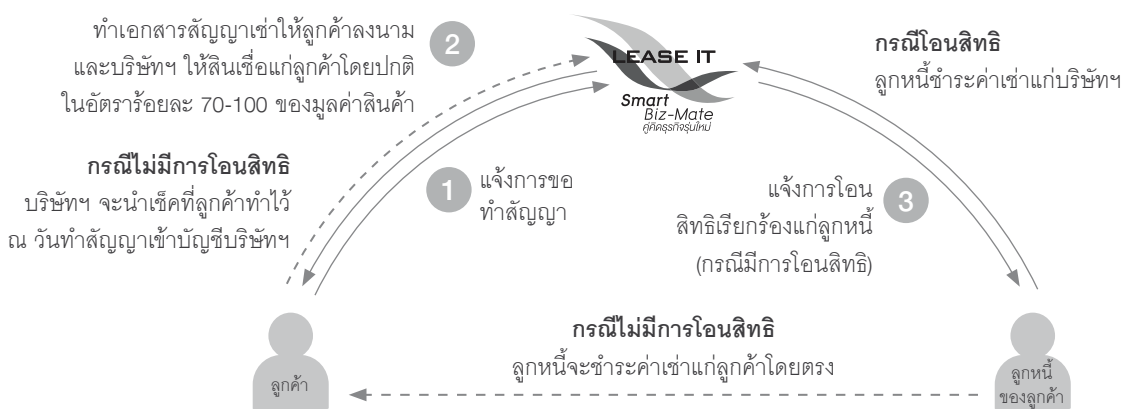 ทำเอกสารสัญญาเช่าให้ลูกค้าลงนาม
และบริษัทฯ ให้สินเชื่อแก่ลูกค้าโดยปกติ
ในอัตราร้อยละ 70-100 ของมูลค่าสินค้า
2
กรณีไม่มีการโอนสิทธิ
บริษัทฯ จะนำเช็คที่ลูกค้าทำไว้
ณ วันทำสัญญาเข้าบัญชีบริษัทฯ
1
แจ้งการขอ
ทำสัญญา
LEASE IT
Smart
Biz-Mate
คู่คิดธุรกิจรุ่นใหม่
กรณีโอนสิทธิ
ลูกหนี้ชำระค่าเช่าแก่บริษัทฯ
แจ้งการโอน
สิทธิเรียกร้องแก่ลูกหนี้
(กรณีมีการโอนสิทธิ)
3
กรณีไม่มีการโอนสิทธิ
ลูกหนี้จะชำระค่าเช่าแก่ลูกค้าโดยตรง
ลูกค้า
ลูกหนี้
ของลูกค้า